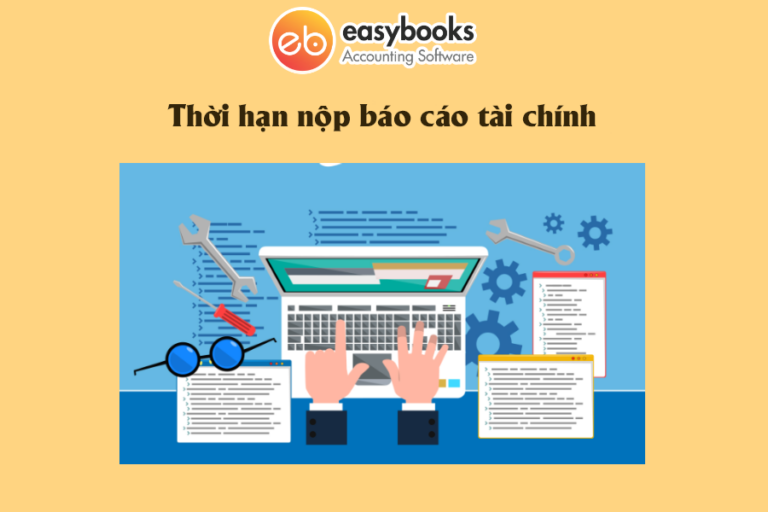 eb
easybooks
Accounting Software
Thời hạn nộp báo cáo tài chính